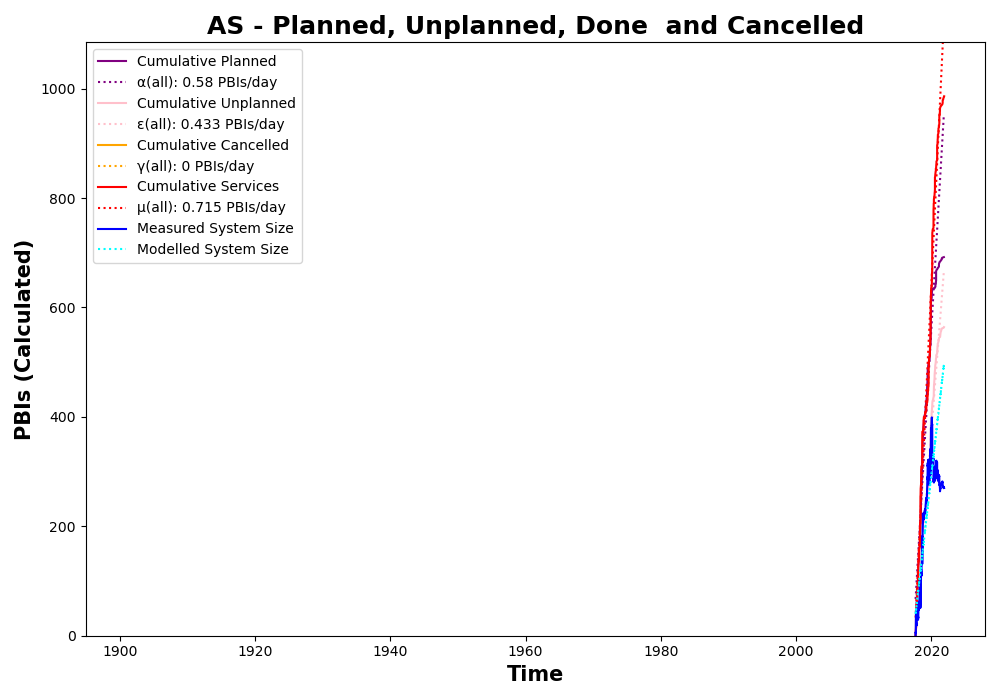 AS - Planned, Unplanned, Done  and Cancelled
Cumulative Planned
α(all): 0.58 PBIs/day
Cumulative Unplanned
ε(all): 0.433 PBIs/day
Cumulative Cancelled
γ(all): 0 PBIs/day
Cumulative Services
μ(all): 0.715 PBIs/day
Measured System Size
Modelled System Size
PBIs (Calculated)
1000
800
600
400
200
0
1900 1920 1940 1960 1980 2000 2020
Time